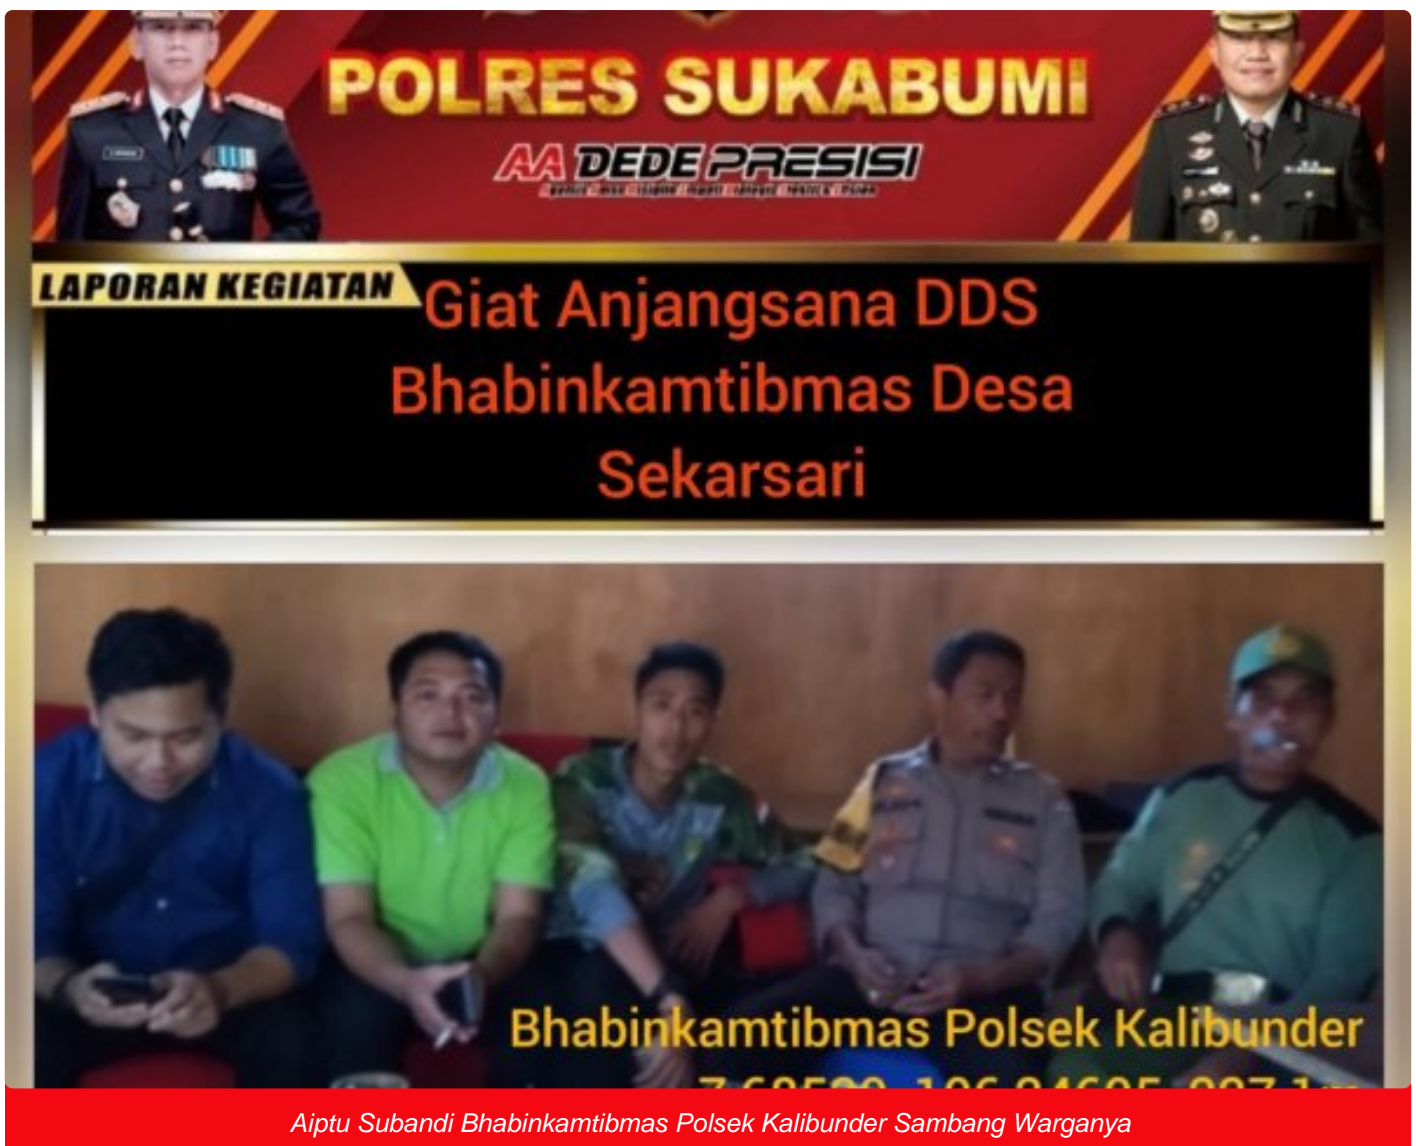 POLRES SUKABUMI
AA DEDE PRESISI
LAPORAN KEGIATAN
Giat Anjangsana DDS
Bhabinkamtibmas Desa
Sekarsari
Bhabinkamtibmas Polsek Kalibunder
Aiptu Subandi Bhabinkamtibmas Polsek Kalibunder Sambang Warganya